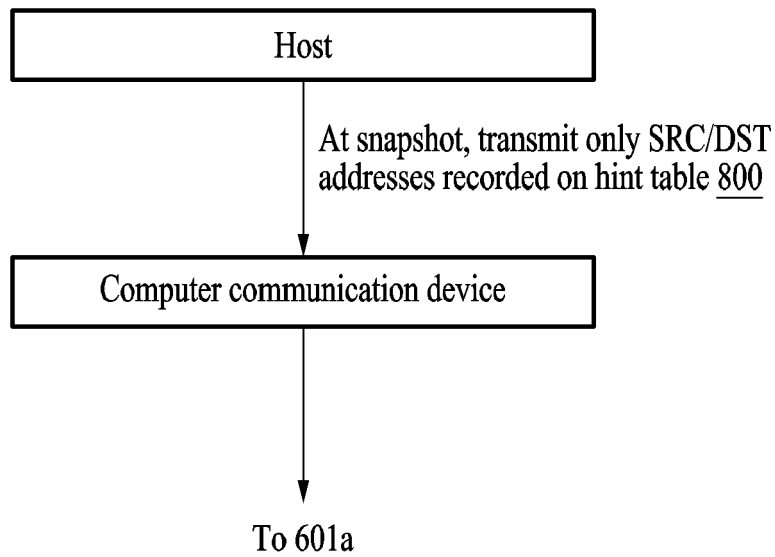 Host
At snapshot, transmit only SRC/DST
addresses recorded on hint table 800
Computer communication device
To 601a